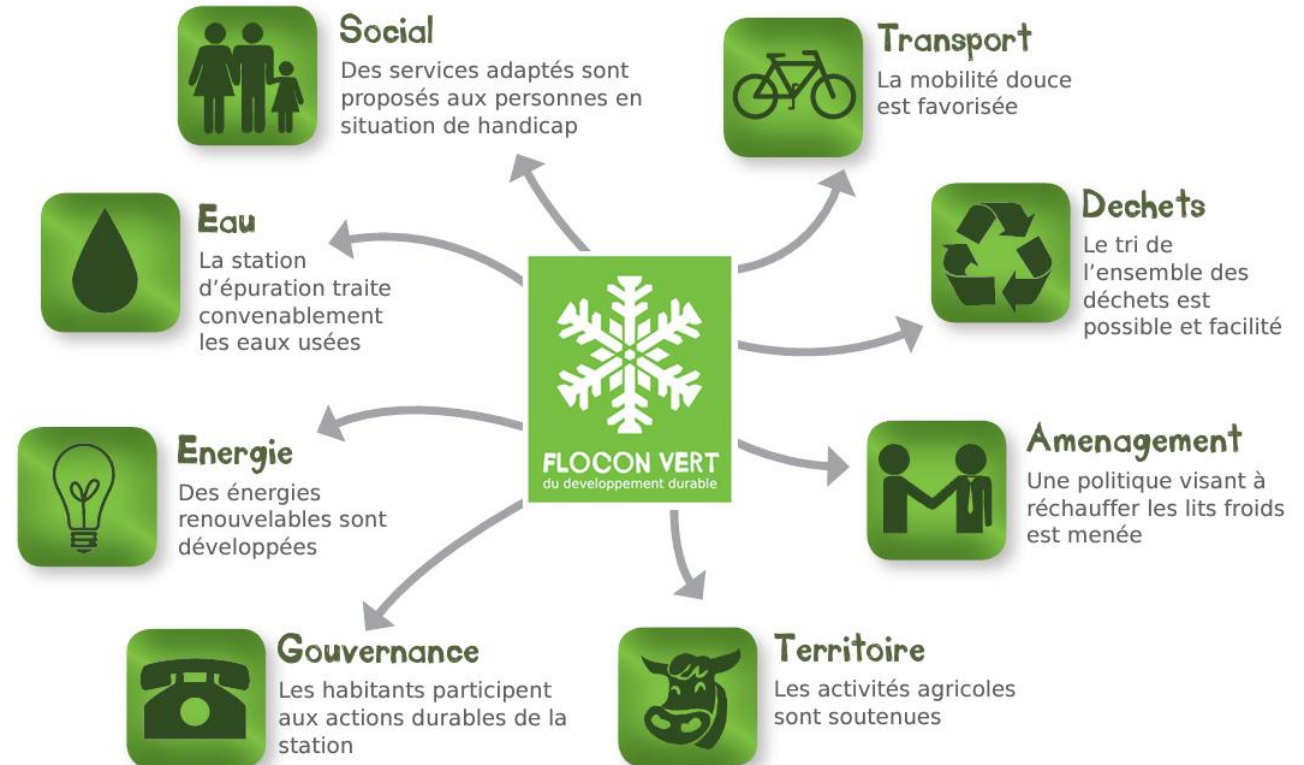 Social
Des services adaptés sont
proposés aux personnes en
situation de handicap
Transport
La mobilité douce
est favorisée
Eau
La station
d'épuration traite
convenablement
les eaux usées
Dechets
Le tri de
l'ensemble des
déchets est
possible et facilité
FLOCON VERT
du developpement durable
Energie
Des énergies
renouvelables sont
développées
Amenagement
Une politique visant à
réchauffer les lits froids
est menée
Gouvernance
Les habitants participent
aux actions durables de la
station
Territoire
Les activités agricoles
sont soutenues